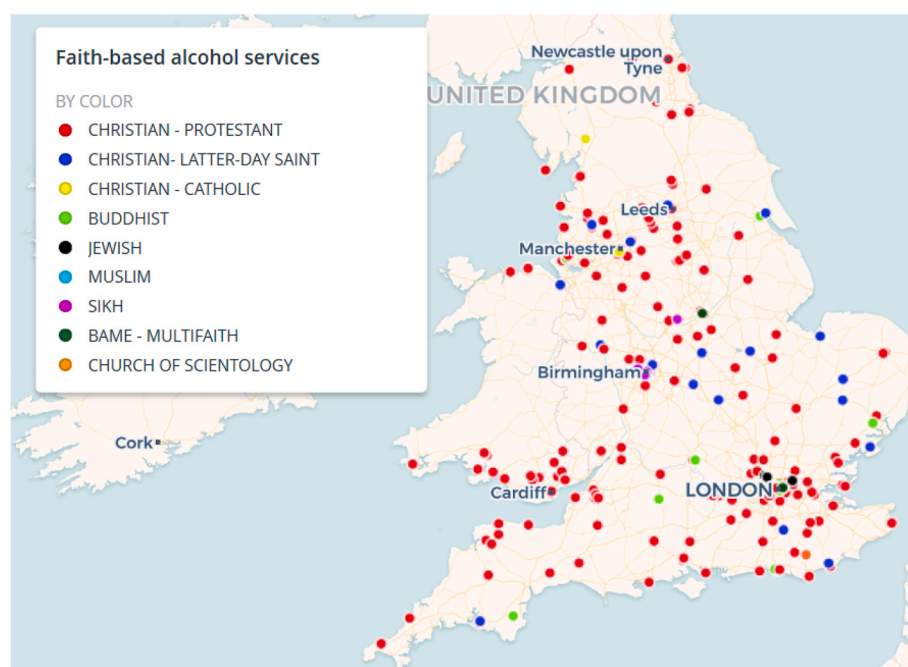 Faith-based alcohol services
BY COLOR
CHRISTIAN - PROTESTANT
CHRISTIAN- LATTER-DAY SAINT
CHRISTIAN - CATHOLIC
BUDDHIST
JEWISH
MUSLIM
SIKH
BAME - MULTIFAITH
CHURCH OF SCIENTOLOGY
Newcastle upon
Tyne
UNITED KINGDOM
Leeds
Manchester
Birmingham
Cork
Cardiff
LONDON